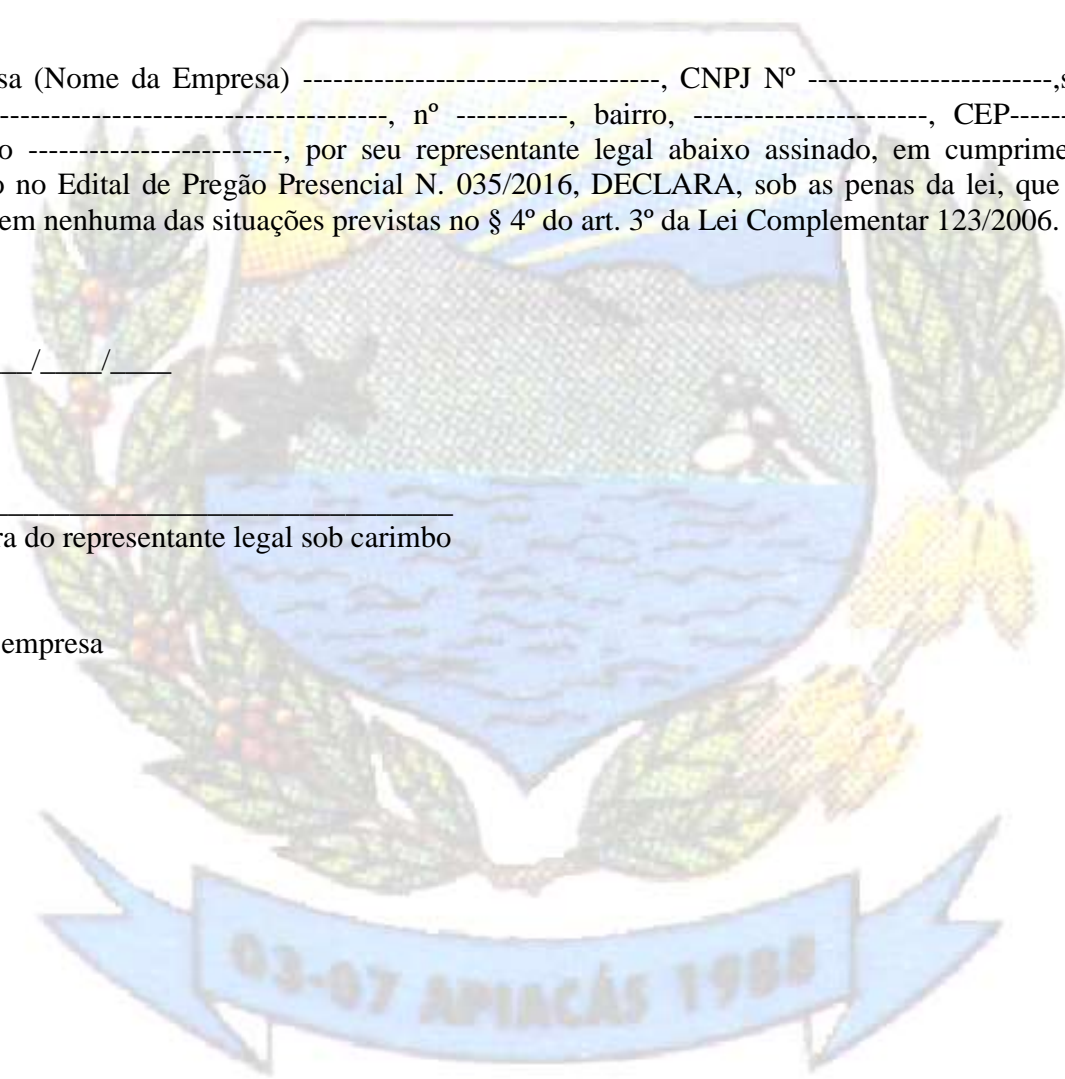 sa (Nome da Empresa) -----------------------------------, CNPJ Nº ------------------------,s
--------------------------------------, nº -----------, bairro, -----------------------, CEP------
o -------------------------, por seu representante legal abaixo assinado, em cumprime
o no Edital de Pregão Presencial N. 035/2016, DECLARA, sob as penas da lei, que
em nenhuma das situações previstas no § 4º do art. 3º da Lei Complementar 123/2006.
__/____/____
______________________________
ra do representante legal sob carimbo
empresa
03-07 APIACÁS 1988